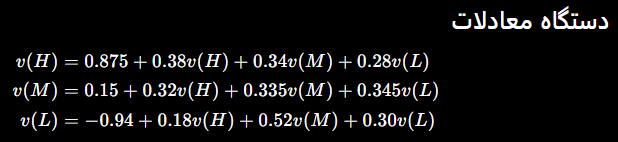 دستگاه معادلات
v(H) = 0.875 + 0.38v(H) + 0.34v(M) + 0.28v(L)
v(M) = 0.15 + 0.32v(H) + 0.335v(M) + 0.345v(L)
v(L) = −0.94 + 0.18v(H) + 0.52v(M) + 0.30v(L)